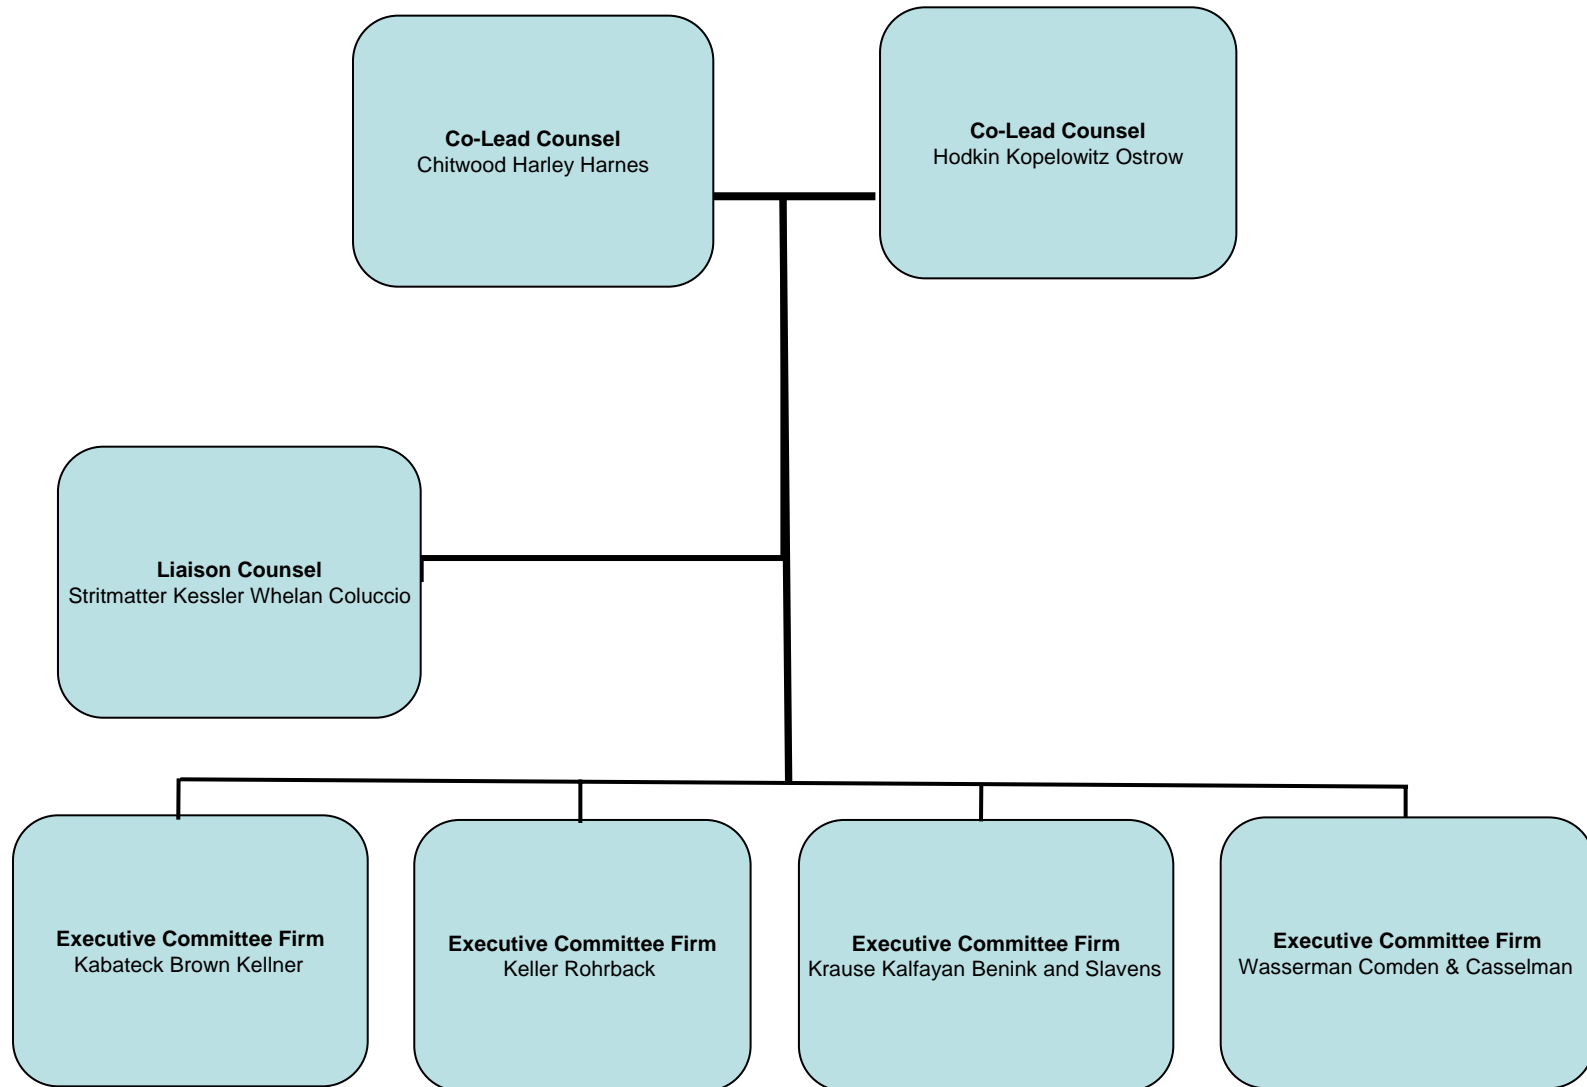 Co-Lead Counsel
Chitwood Harley Harnes
Co-Lead Counsel
Hodkin Kopelowitz Ostrow
Liaison Counsel
Stritmatter Kessler Whelan Coluccio
Executive Committee Firm
Kabateck Brown Kellner
Executive Committee Firm
Keller Rohrback
Executive Committee Firm
Krause Kalfayan Benink and Slavens
Executive Committee Firm
Wasserman Comden & Casselman